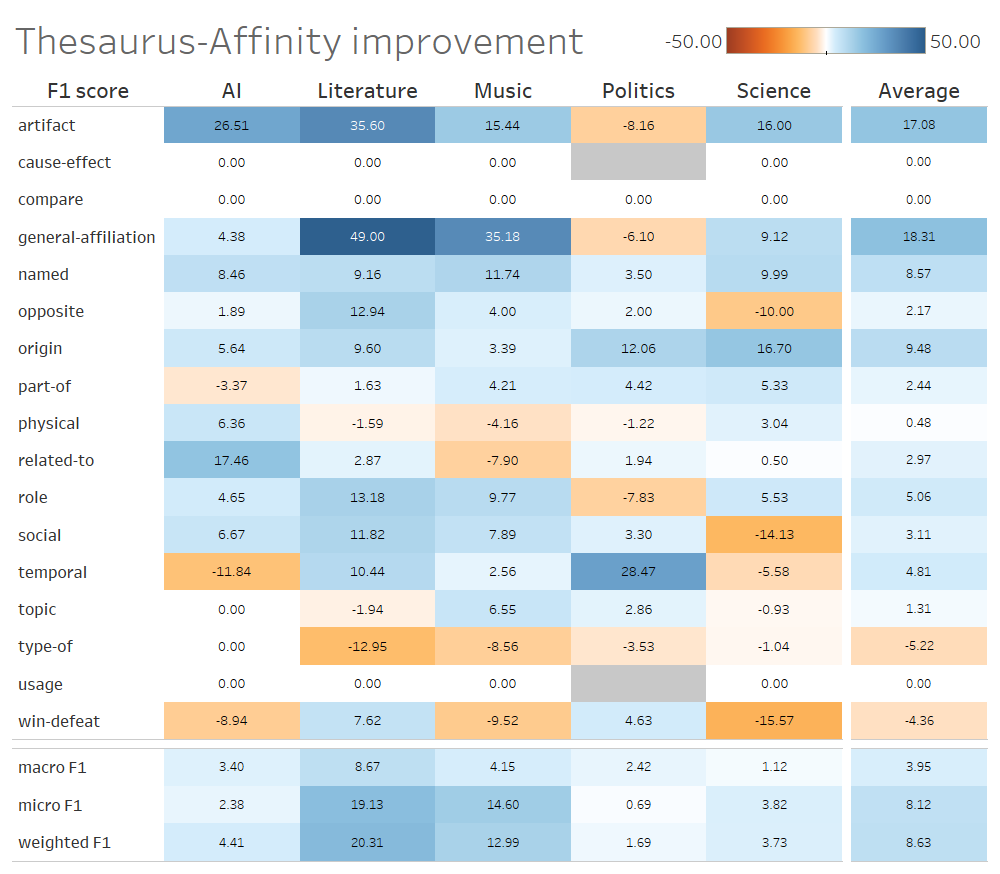 Thesaurus-Affinity improvement -50.00 50.00
F1 score AI Literature Music Politics Science Average
artifact 26.51 35.60 15.44 -8.16 16.00 17.08
cause-effect 0.00 0.00 0.00 0.00 0.00
compare 0.00 0.00 0.00 0.00 0.00 0.00
general-affiliation 4.38 49.00 35.18 -6.10 9.12 18.31
named 8.46 9.16 11.74 3.50 9.99 8.57
opposite 1.89 12.94 4.00 2.00 -10.00 2.17
origin 5.64 9.60 3.39 12.06 16.70 9.48
part-of -3.37 1.63 4.21 4.42 5.33 2.44
physical 6.36 -1.59 -4.16 -1.22 3.04 0.48
related-to 17.46 2.87 -7.90 1.94 0.50 2.97
role 4.65 13.18 9.77 -7.83 5.53 5.06
social 6.67 11.82 7.89 3.30 -14.13 3.11
temporal -11.84 10.44 2.56 28.47 -5.58 4.81
topic 0.00 -1.94 6.55 2.86 -0.93 1.31
type-of 0.00 -12.95 -8.56 -3.53 -1.04 -5.22
usage 0.00 0.00 0.00 0.00 0.00
win-defeat -8.94 7.62 -9.52 4.63 -15.57 -4.36
macro F1 3.40 8.67 4.15 2.42 1.12 3.95
micro F1 2.38 19.13 14.60 0.69 3.82 8.12
weighted F1 4.41 20.31 12.99 1.69 3.73 8.63